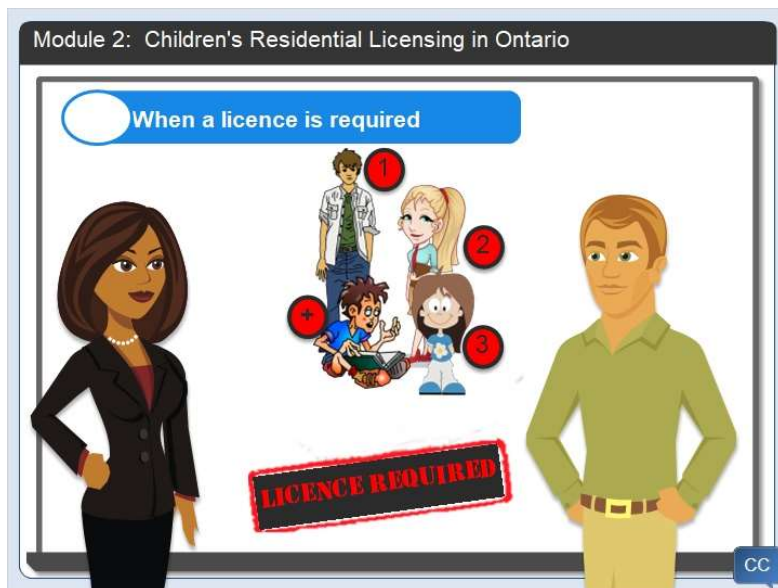 Module 2: Children's Residential Licensing in Ontario
When a licence is required
1
2
+
3
LICENCE REQUIRED
CC